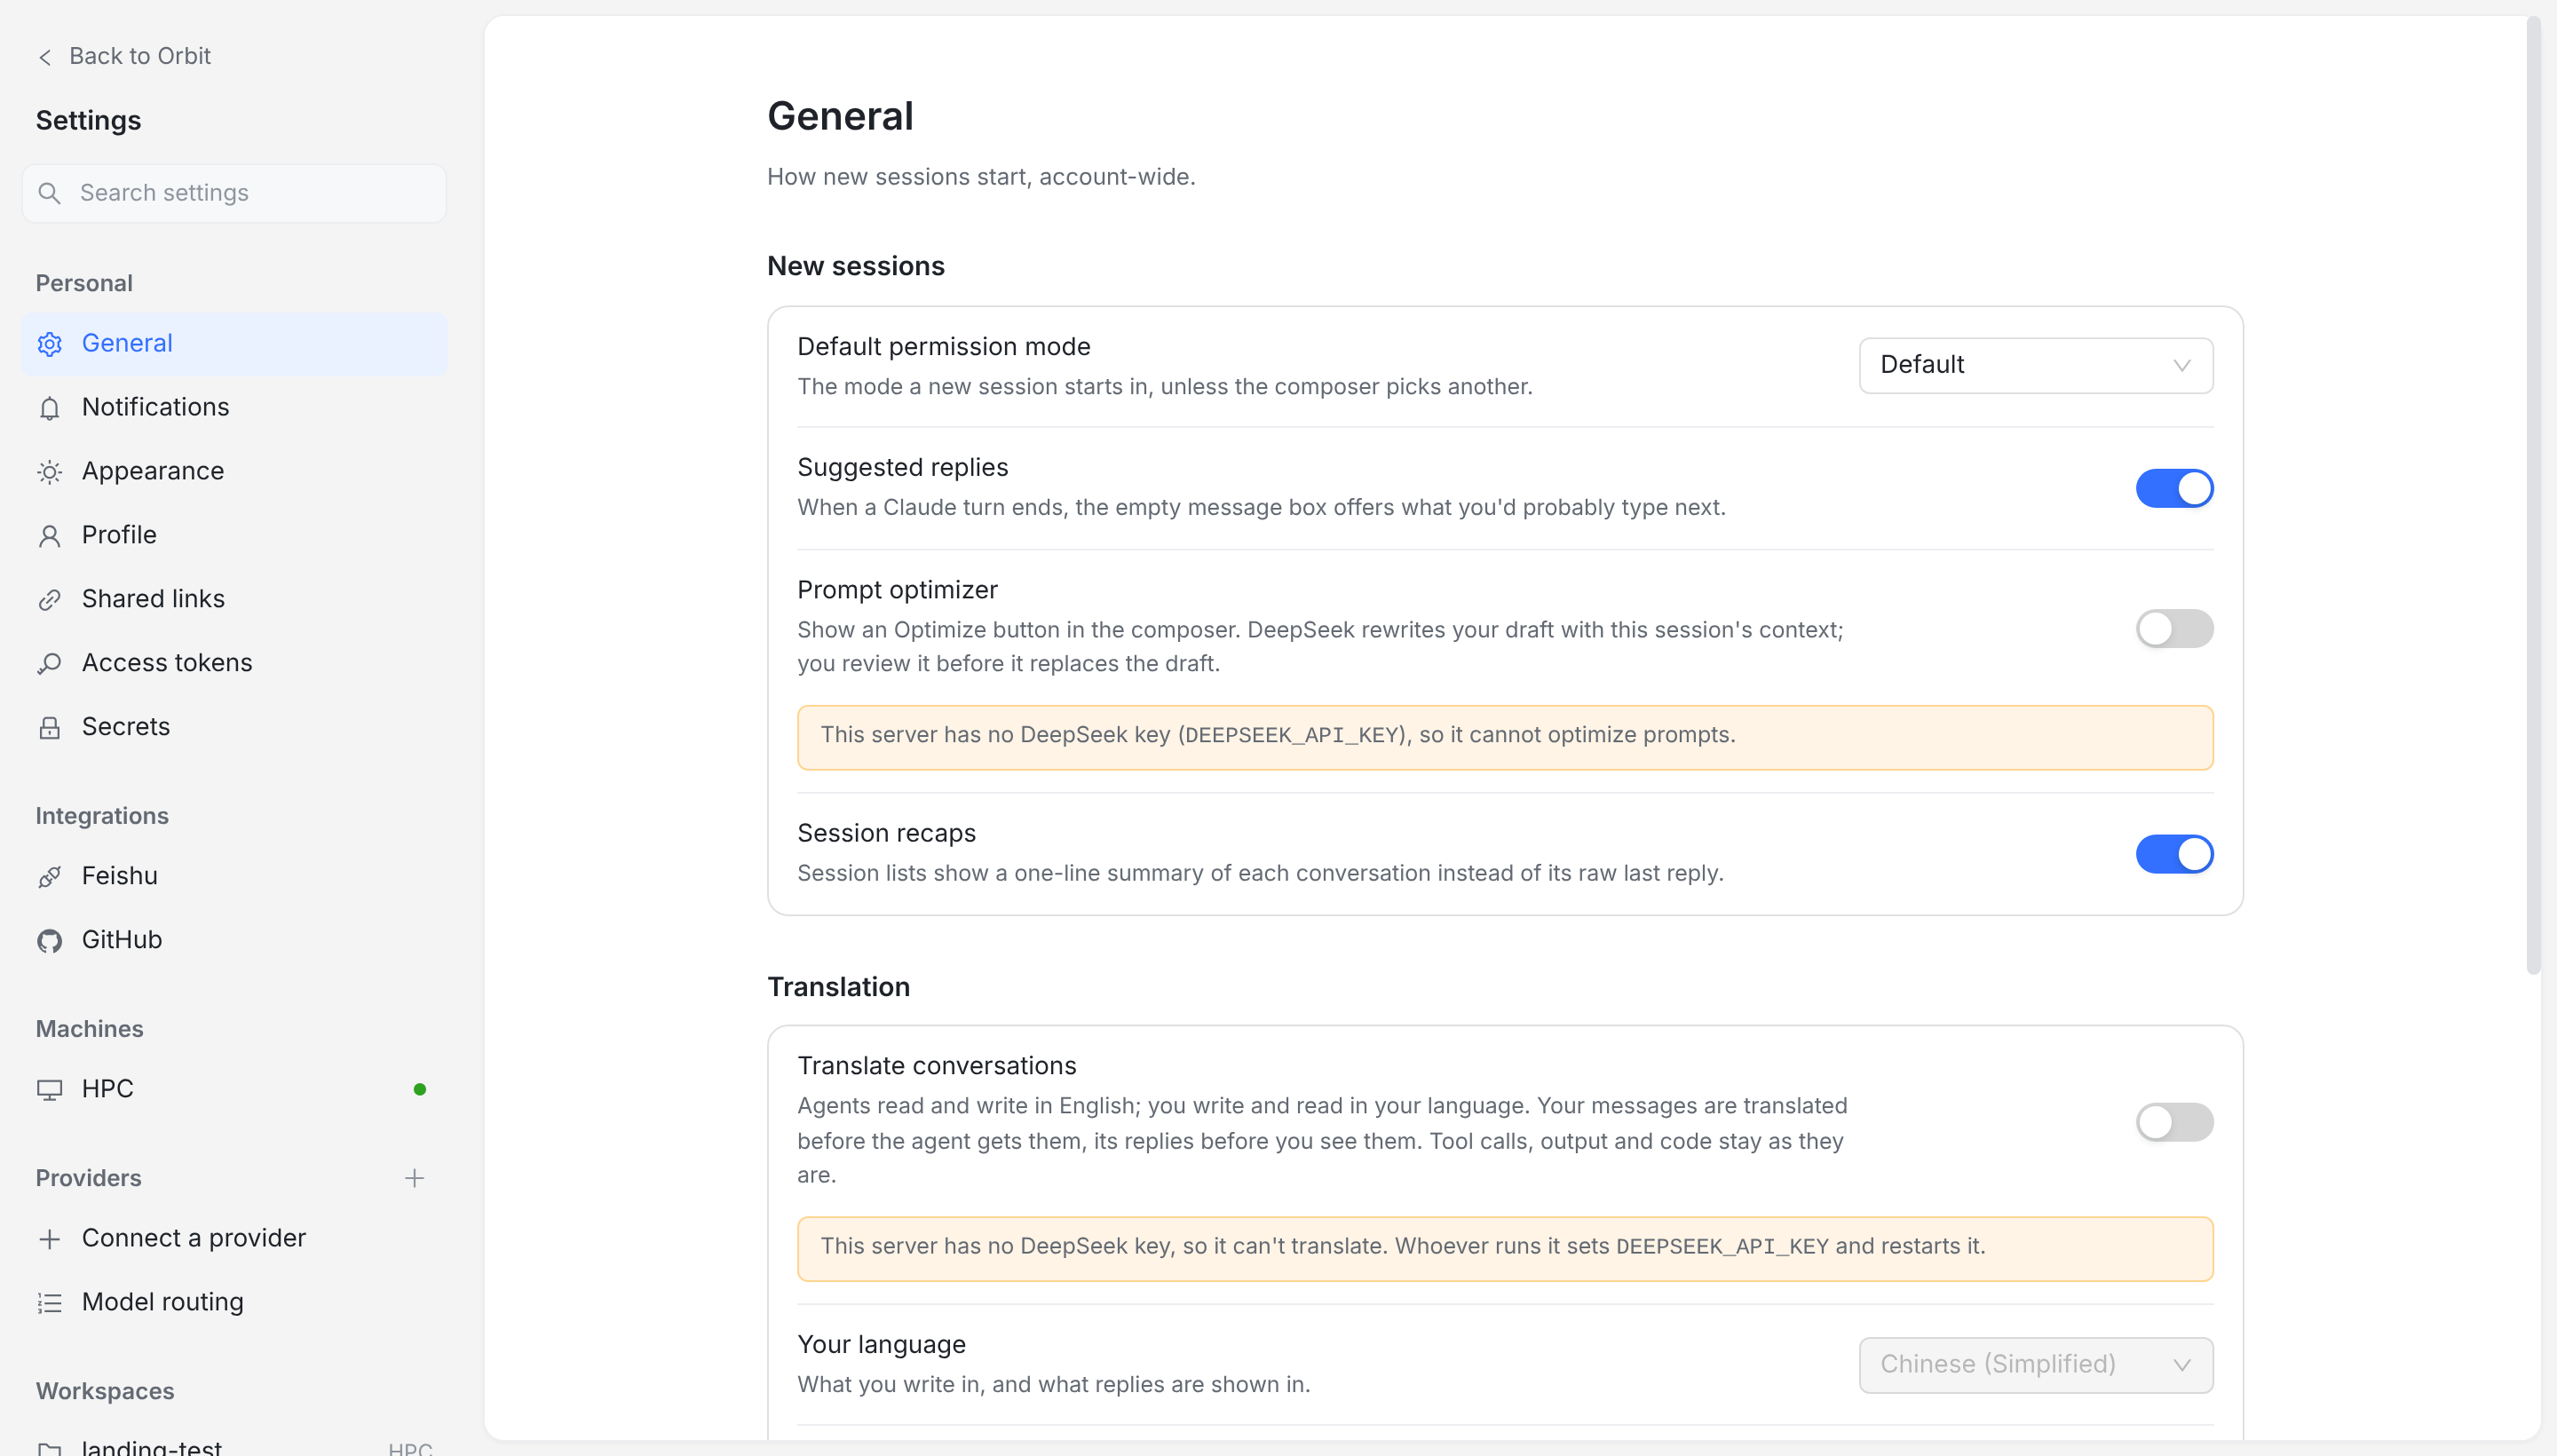 Back to Orbit
Settings
Search settings
Personal
General
Notifications
Appearance
Profile
Shared links
Access tokens
Secrets
Integrations
Feishu
GitHub
Machines
HPC
Providers
Connect a provider
Model routing
Workspaces
landing-test HPC
General
How new sessions start, account-wide.
New sessions
Default permission mode
The mode a new session starts in, unless the composer picks another.
Default
Suggested replies
When a Claude turn ends, the empty message box offers what you'd probably type next.
Prompt optimizer
Show an Optimize button in the composer. DeepSeek rewrites your draft with this session's context;
you review it before it replaces the draft.
This server has no DeepSeek key (DEEPSEEK_API_KEY), so it cannot optimize prompts.
Session recaps
Session lists show a one-line summary of each conversation instead of its raw last reply.
Translation
Translate conversations
Agents read and write in English; you write and read in your language. Your messages are translated
before the agent gets them, its replies before you see them. Tool calls, output and code stay as they
are.
This server has no DeepSeek key, so it can't translate. Whoever runs it sets DEEPSEEK_API_KEY and restarts it.
Your language
What you write in, and what replies are shown in.
Chinese (Simplified)